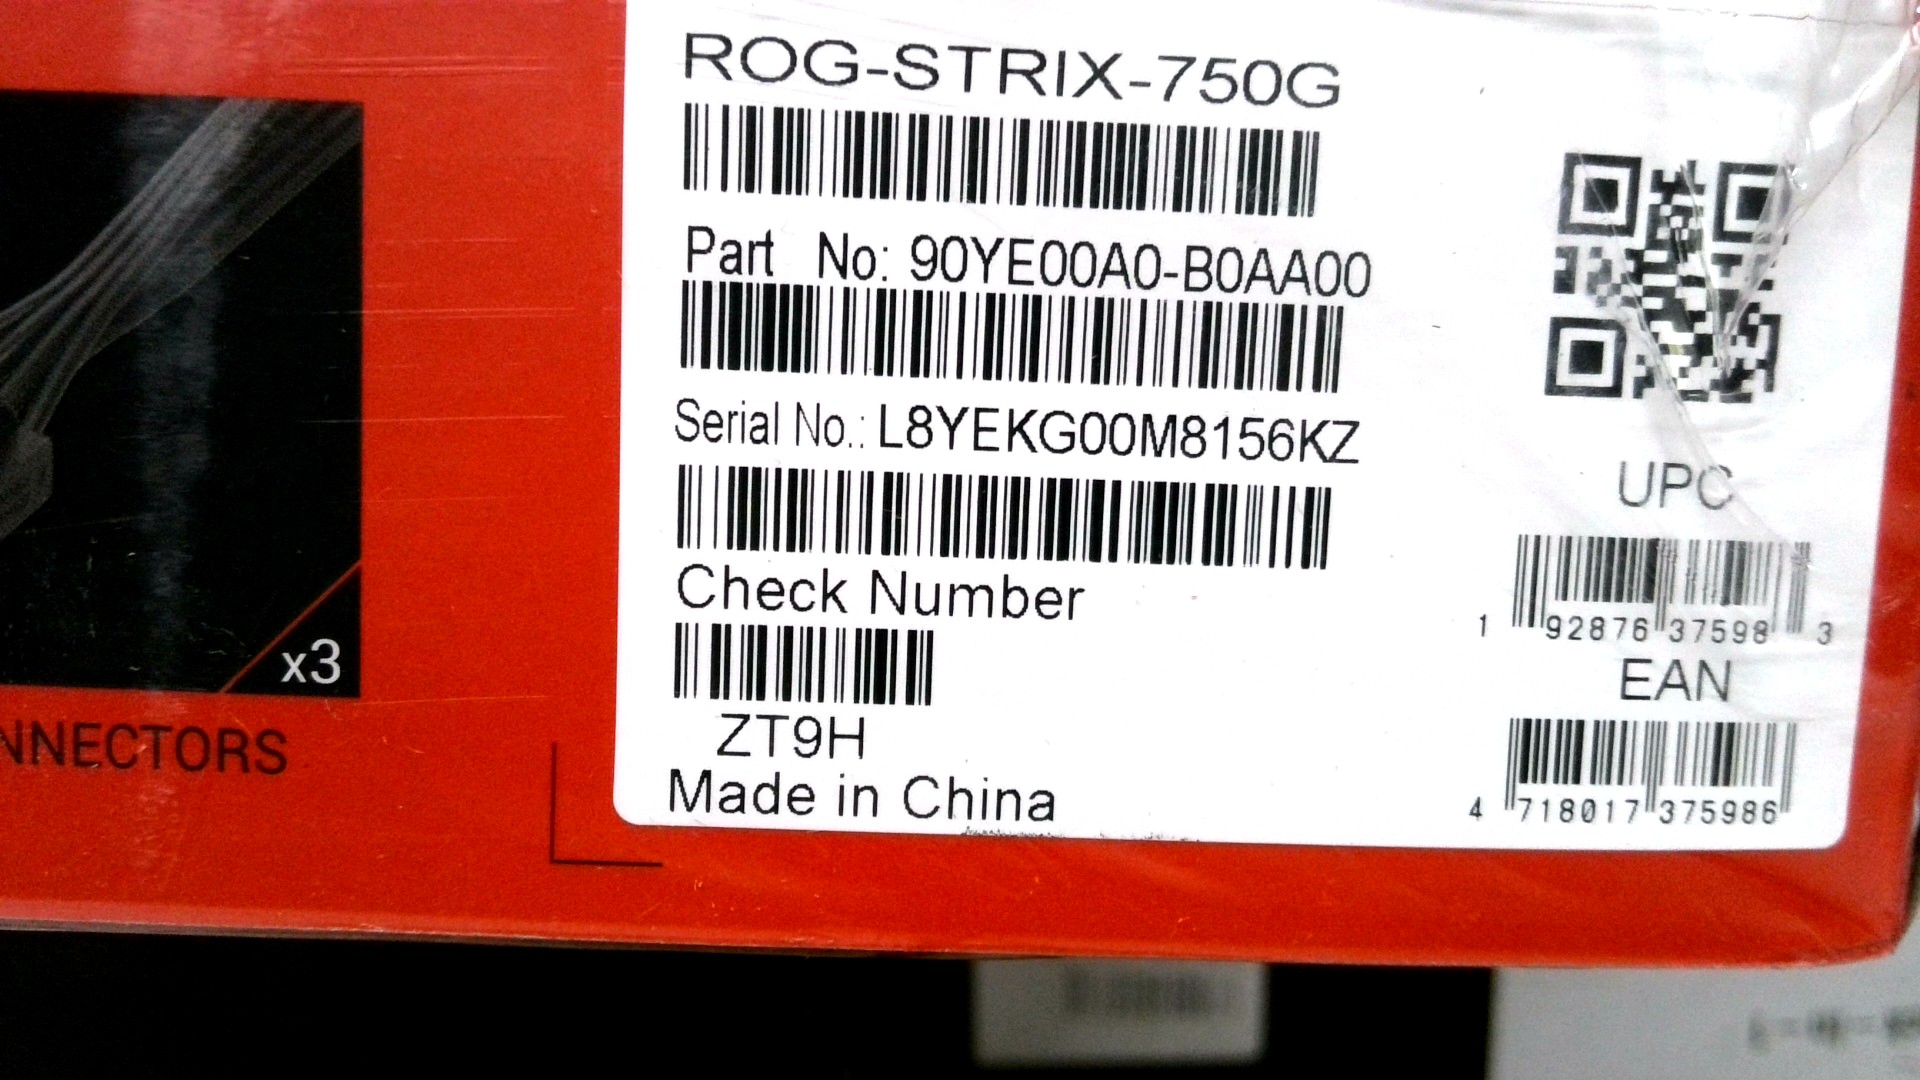 ROG-STRIX-750G
Part No: 90YE00A0-B0AA00
Serial No.: L8YEKG00M8156KZ
Check Number
ZT9H
Made in China
UPC
1 92876 37598 3
EAN
4 718017 375986
x3
NNECTORS